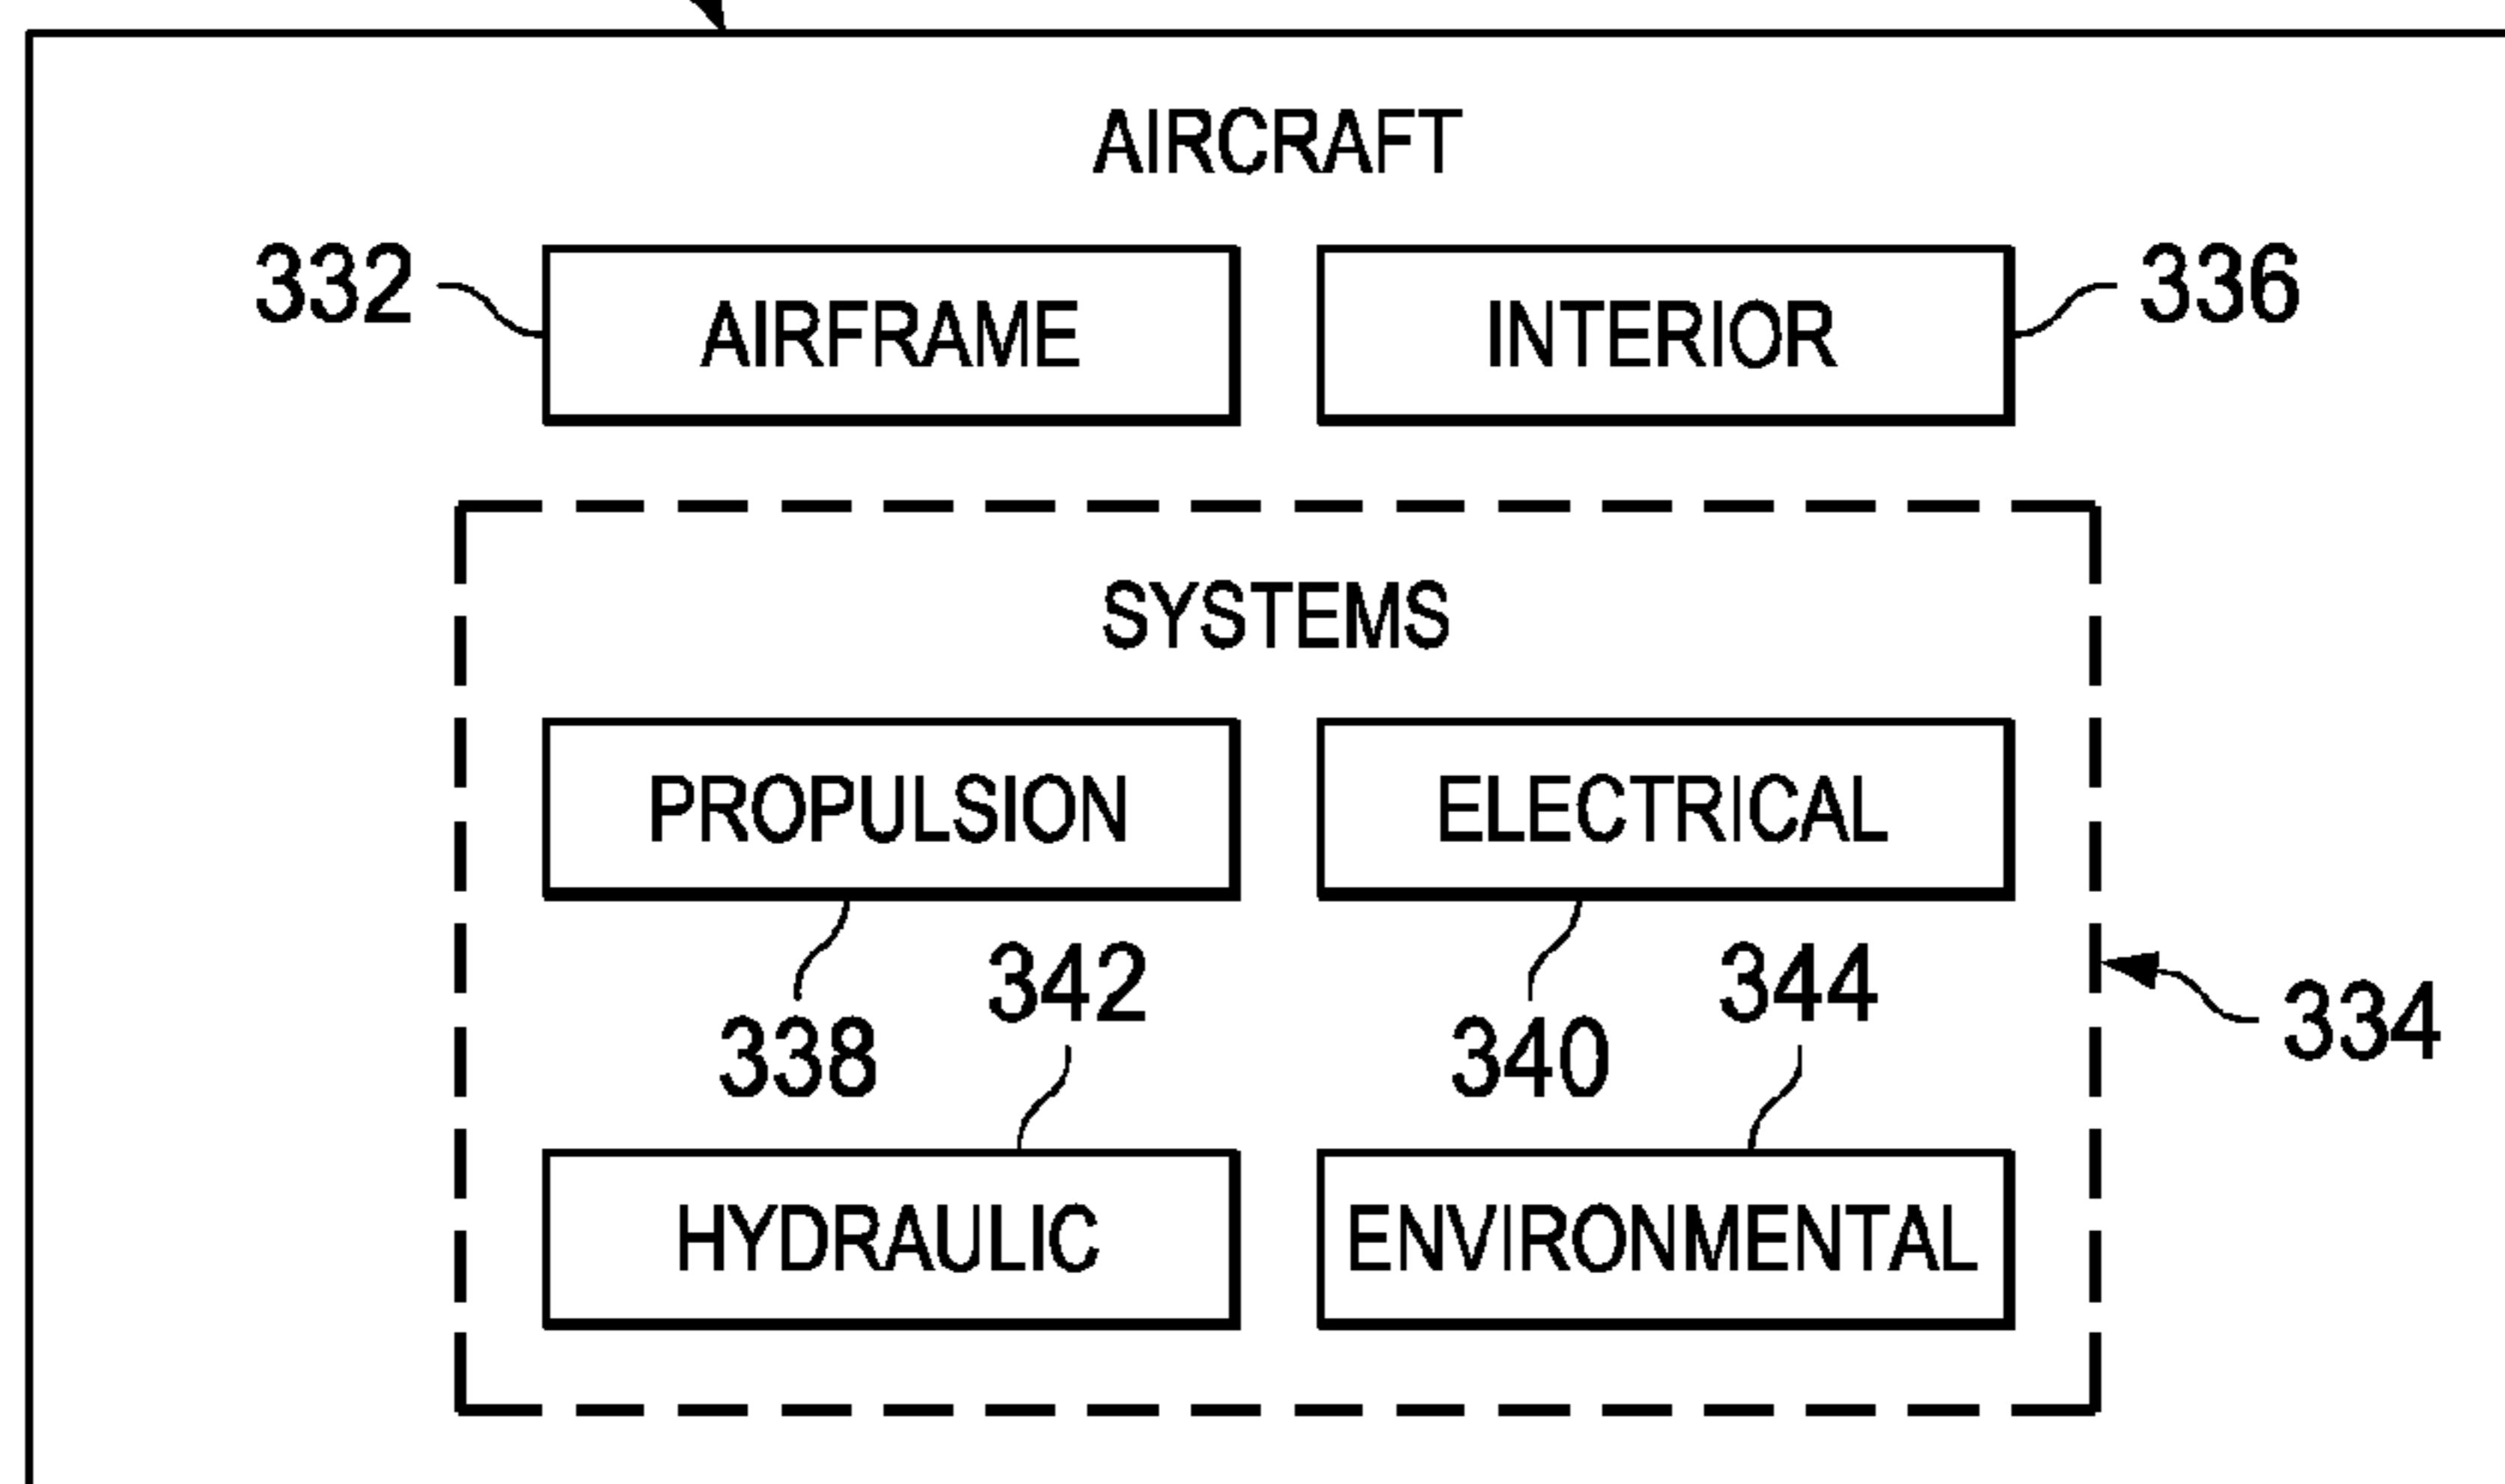 AIRCRAFT
332 AIRFRAME INTERIOR 336
SYSTEMS
PROPULSION ELECTRICAL
342 344
338 340 334
HYDRAULIC ENVIRONMENTAL